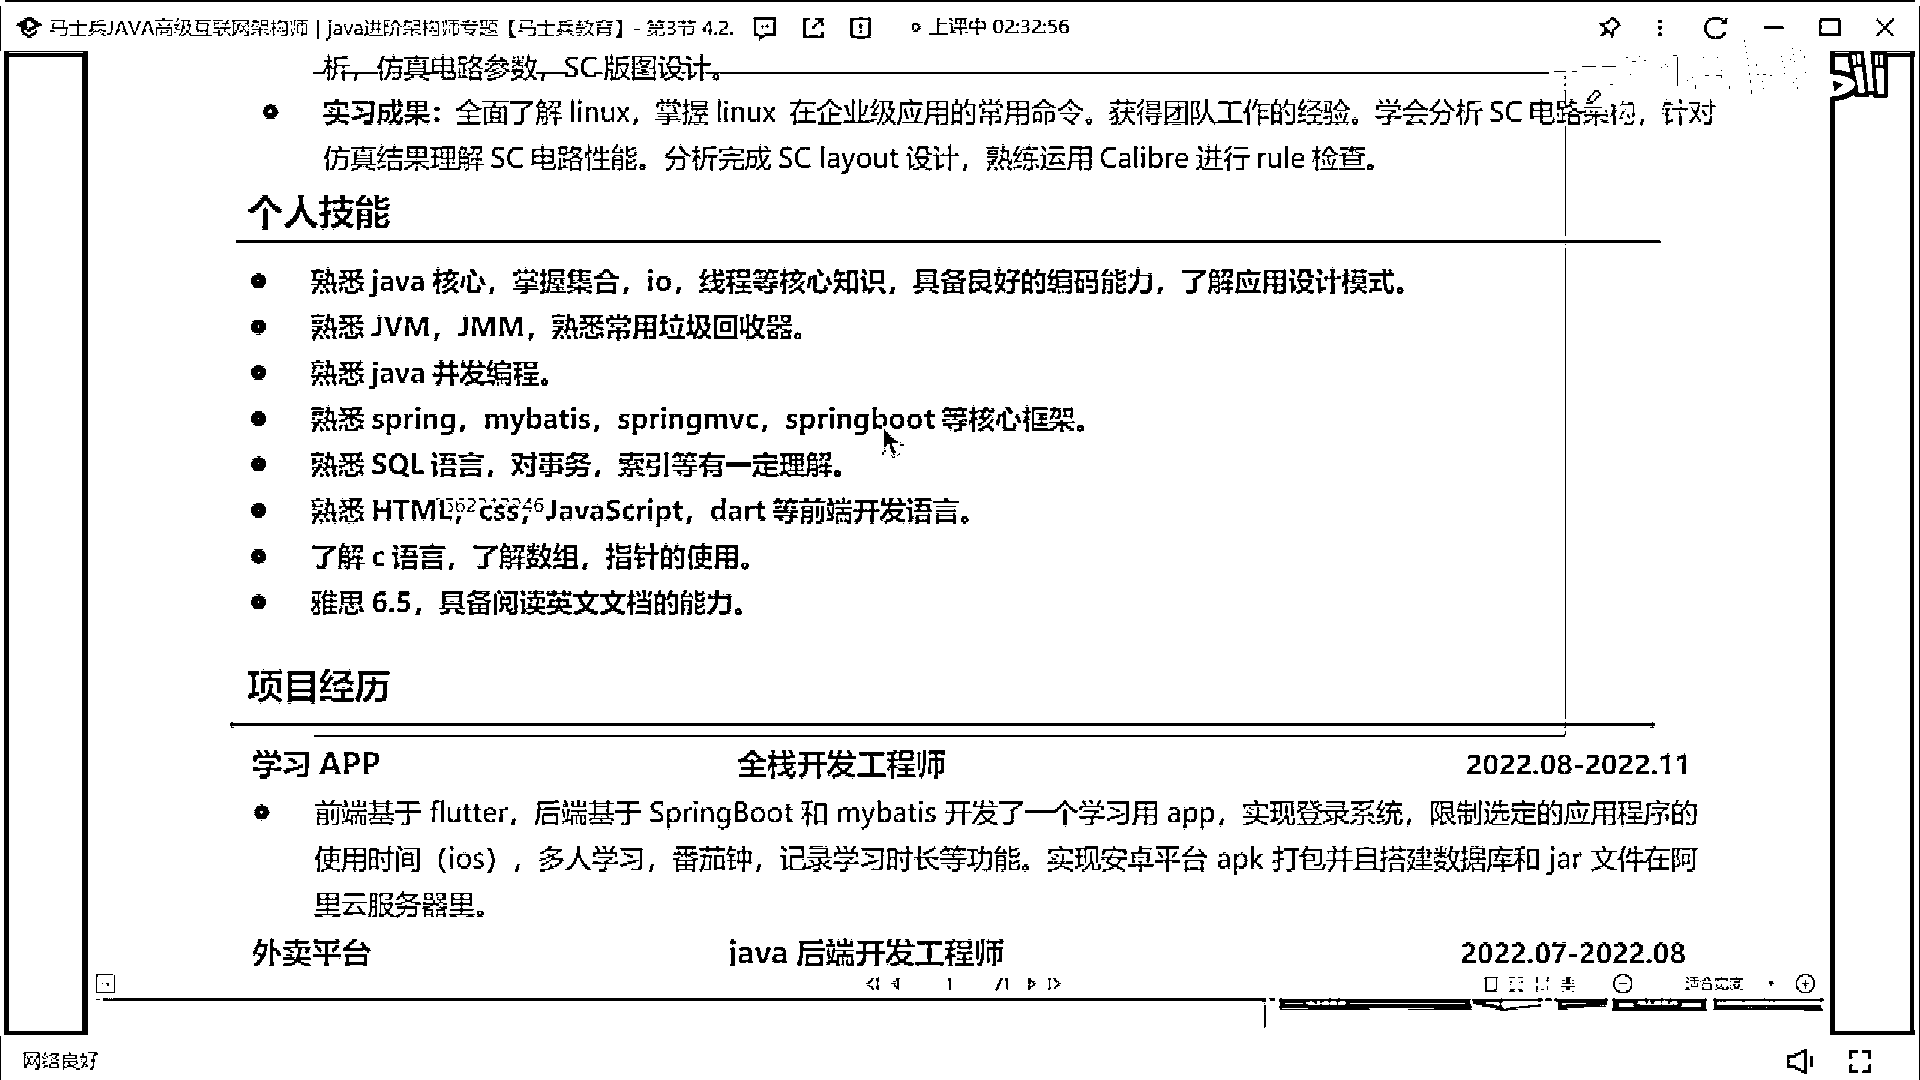 马士兵JAVA高级互联网架构师 | java进阶架构师专题【马士兵教育】- 第3节 4.2. 上课中 02:32:56
析，仿真电路参数，SC 版图设计。
实习成果：全面了解 linux，掌握 linux 在企业级应用的常用命令。获得团队工作的经验。学会分析 SC 电路架构，针对
仿真结果理解 SC 电路性能。分析完成 SC layout 设计，熟练运用 Calibre 进行 rule 检查。
个人技能
熟悉 java 核心，掌握集合，io，线程等核心知识，具备良好的编码能力，了解应用设计模式。
熟悉 JVM，JMM，熟悉常用垃圾回收器。
熟悉 java 并发编程。
熟悉 spring，mybatis，springmvc，springboot 等核心框架。
熟悉 SQL 语言，对事务，索引等有一定理解。
熟悉 HTML，css，JavaScript，dart 等前端开发语言。
了解 c 语言，了解数组，指针的使用。
雅思 6.5，具备阅读英文文档的能力。
项目经历
学习 APP 全栈开发工程师 2022.08-2022.11
前端基于 flutter，后端基于 SpringBoot 和 mybatis 开发了一个学习用 app，实现登录系统，限制选定的应用程序的
使用时间（ios），多人学习，番茄钟，记录学习时长等功能。实现安卓平台 apk 打包并且搭建数据库和 jar 文件在阿
里云服务器里。
外卖平台 java 后端开发工程师 2022.07-2022.08
1 /1 适合宽度
网络良好